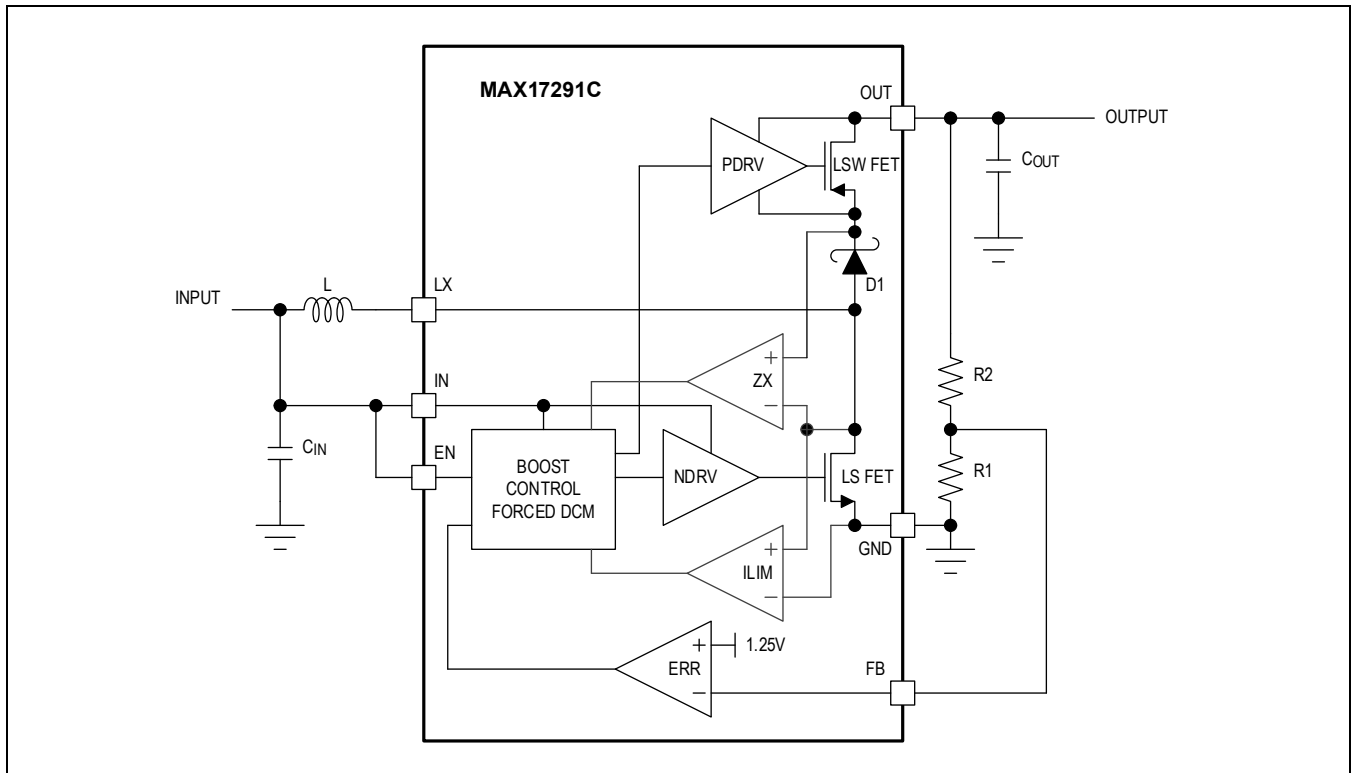 MAX17291C
OUT
OUTPUT
PDRV
LSW FET
COUT
D1
L
LX
INPUT
ZX
+
−
R2
IN
CIN
EN
BOOST
CONTROL
FORCED DCM
NDRV
LS FET
R1
GND
ILIM
+
−
ERR
+
−
1.25V
FB